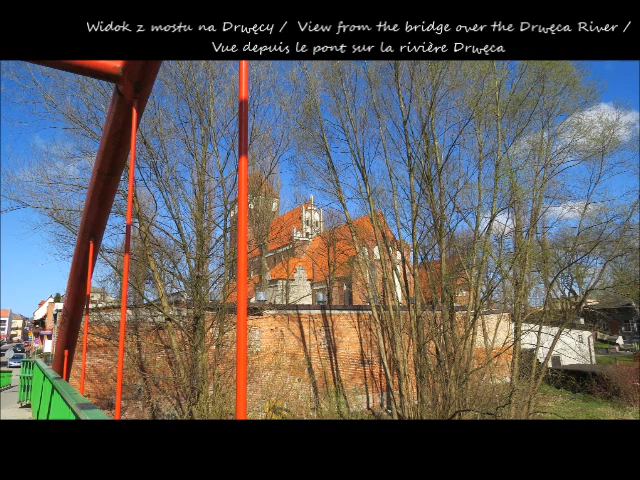 Widok z mostu na Drwęcy / View from the bridge over the Drwęca River /
Vue depuis le pont sur la rivière Drwęca